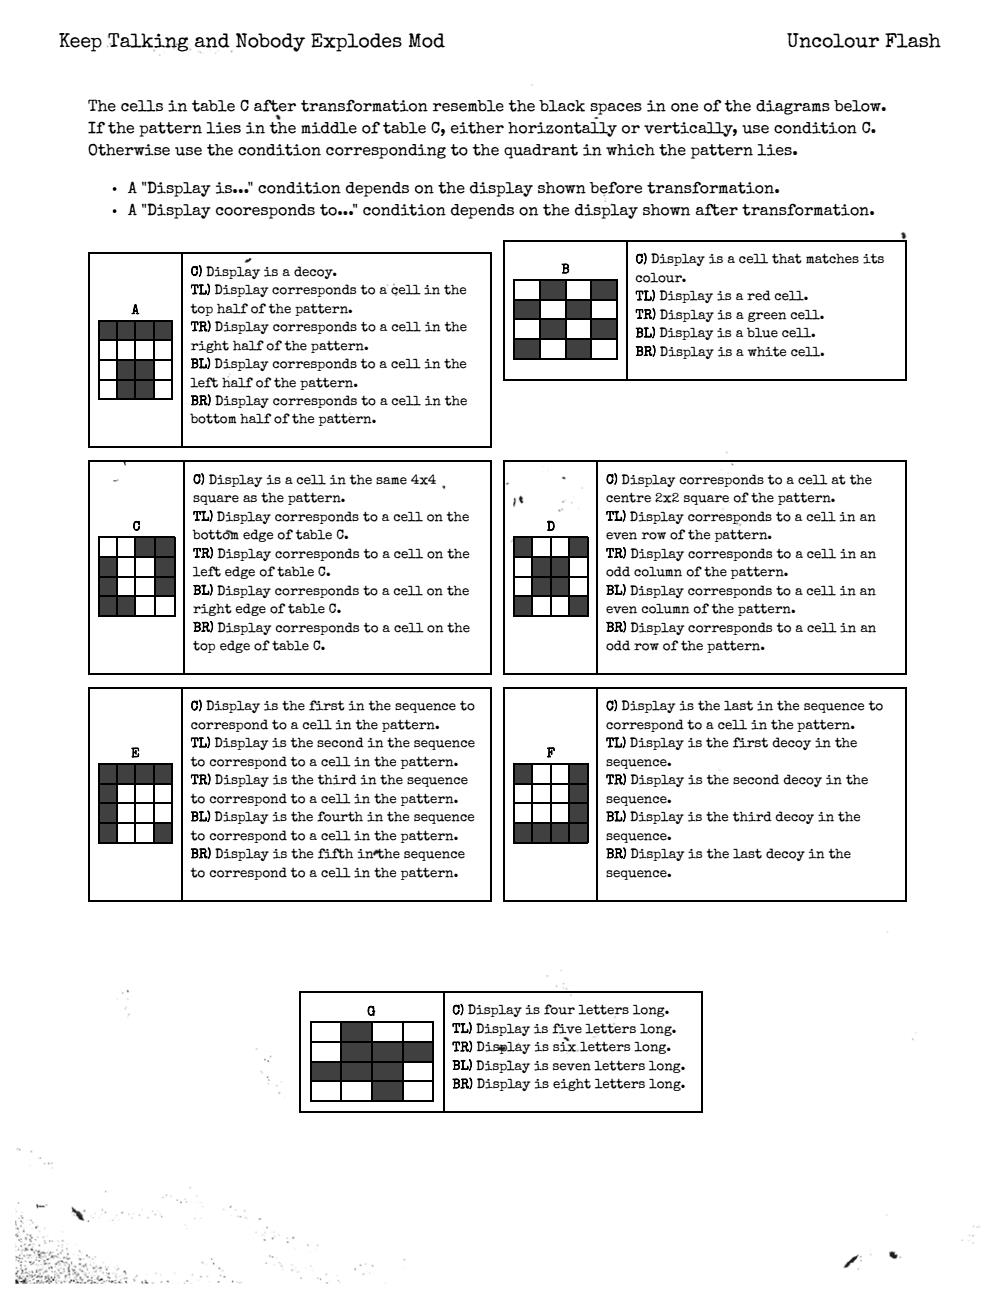 Keep Talking and Nobody Explodes Mod
Uncolour Flash
The cells in table C after transformation resemble the black spaces in one of the diagrams below.
If the pattern lies in the middle of table C, either horizontally or vertically, use condition C.
Otherwise use the condition corresponding to the quadrant in which the pattern lies.
• A "Display is..." condition depends on the display shown before transformation.
• A "Display cooresponds to..." condition depends on the display shown after transformation.
A
C) Display is a decoy.
TL) Display corresponds to a cell in the
top half of the pattern.
TR) Display corresponds to a cell in the
right half of the pattern.
BL) Display corresponds to a cell in the
left half of the pattern.
BR) Display corresponds to a cell in the
bottom half of the pattern.
B
C) Display is a cell that matches its
colour.
TL) Display is a red cell.
TR) Display is a green cell.
BL) Display is a blue cell.
BR) Display is a white cell.
C
C) Display is a cell in the same 4x4
square as the pattern.
TL) Display corresponds to a cell on the
bottom edge of table C.
TR) Display corresponds to a cell on the
left edge of table C.
BL) Display corresponds to a cell on the
right edge of table C.
BR) Display corresponds to a cell on the
top edge of table C.
D
C) Display corresponds to a cell at the
centre 2x2 square of the pattern.
TL) Display corresponds to a cell in an
even row of the pattern.
TR) Display corresponds to a cell in an
odd column of the pattern.
BL) Display corresponds to a cell in an
even column of the pattern.
BR) Display corresponds to a cell in an
odd row of the pattern.
E
C) Display is the first in the sequence to
correspond to a cell in the pattern.
TL) Display is the second in the sequence
to correspond to a cell in the pattern.
TR) Display is the third in the sequence
to correspond to a cell in the pattern.
BL) Display is the fourth in the sequence
to correspond to a cell in the pattern.
BR) Display is the fifth in the sequence
to correspond to a cell in the pattern.
F
C) Display is the last in the sequence to
correspond to a cell in the pattern.
TL) Display is the first decoy in the
sequence.
TR) Display is the second decoy in the
sequence.
BL) Display is the third decoy in the
sequence.
BR) Display is the last decoy in the
sequence.
G
C) Display is four letters long.
TL) Display is five letters long.
TR) Display is six letters long.
BL) Display is seven letters long.
BR) Display is eight letters long.